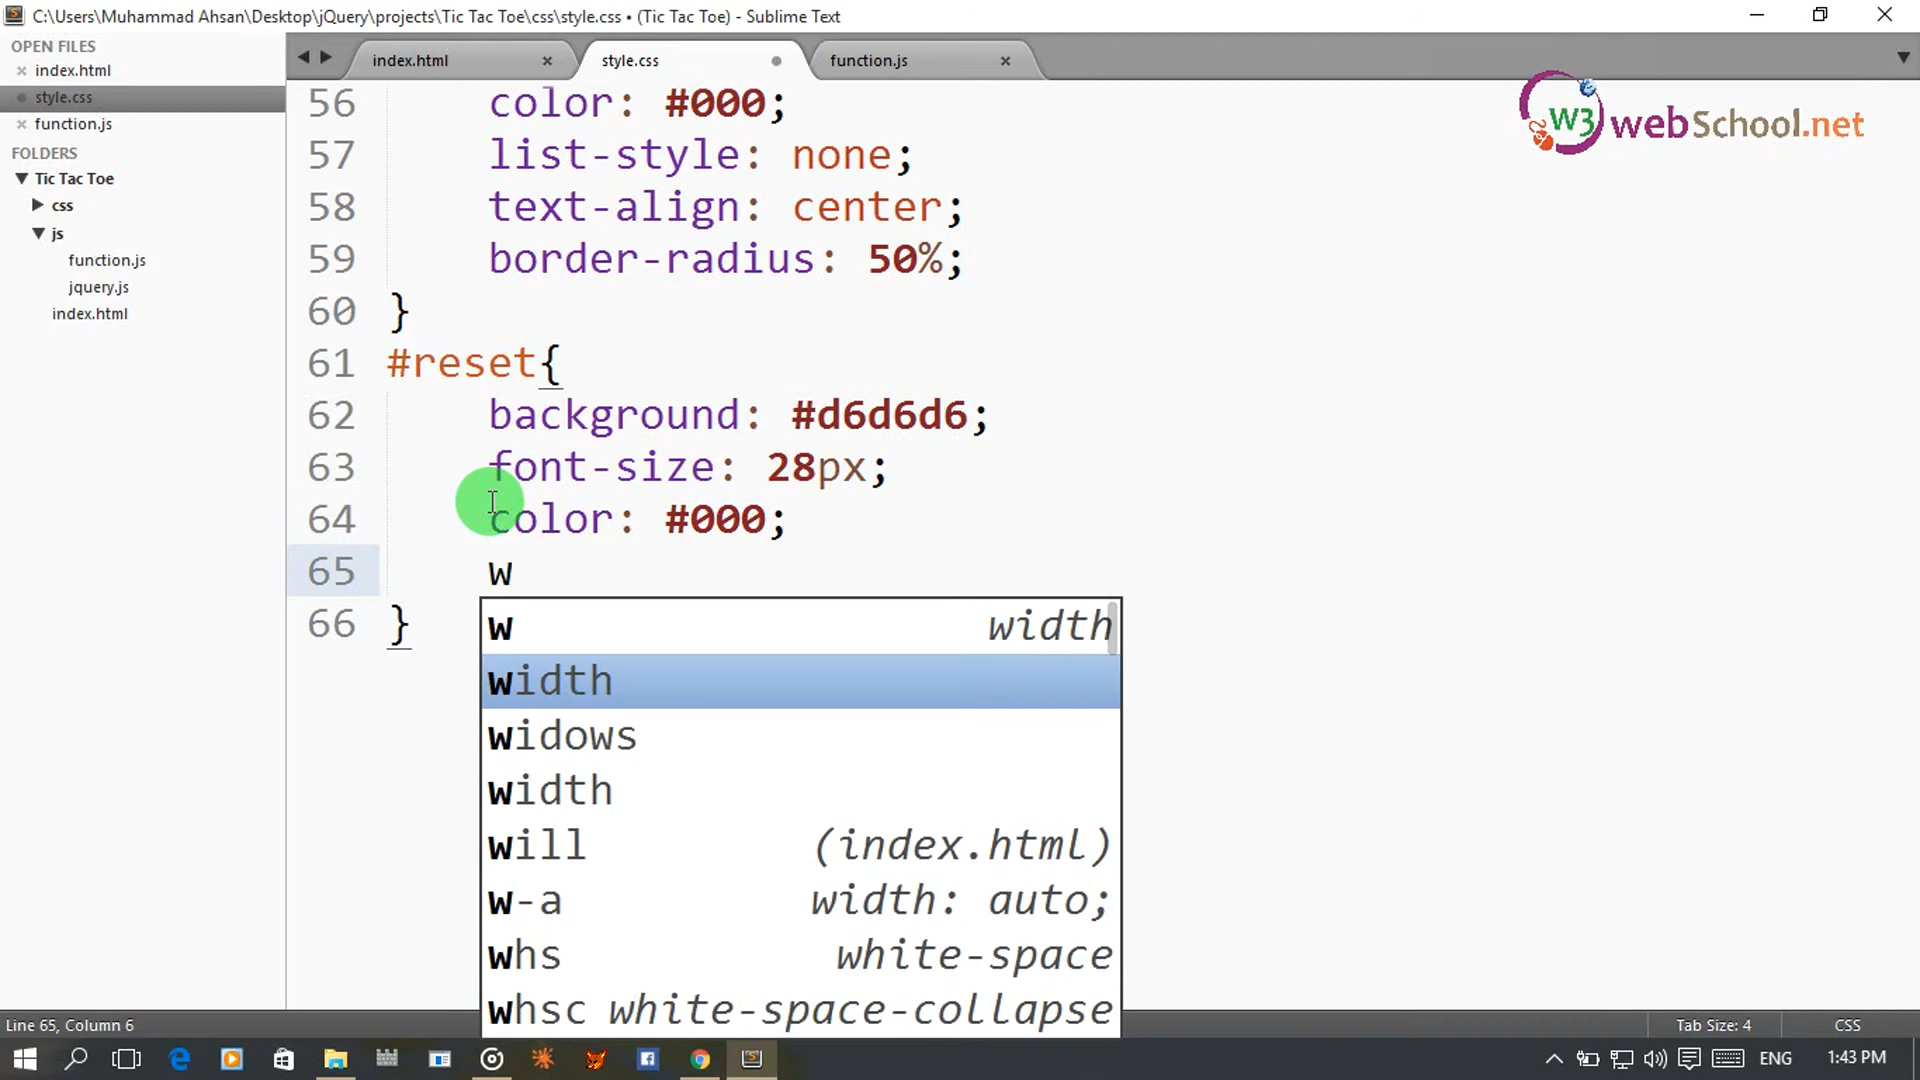 C:\Users\Muhammad Ahsan\Desktop\jQuery\projects\Tic Tac Toe\css\style.css • (Tic Tac Toe) - Sublime Text
OPEN FILES
index.html
style.css
function.js
FOLDERS
Tic Tac Toe
css
js
function.js
jquery.js
index.html
index.html
style.css
function.js
W3 webSchool.net
56 color: #000;
57 list-style: none;
58 text-align: center;
59 border-radius: 50%;
60 }
61 #reset{
62 background: #d6d6d6;
63 font-size: 28px;
64 color: #000;
65 w
66 }
w width
width
widows
width
will (index.html)
w-a width: auto;
whs white-space
whsc white-space-collapse
Line 65, Column 6
Tab Size: 4
CSS
ENG
1:43 PM